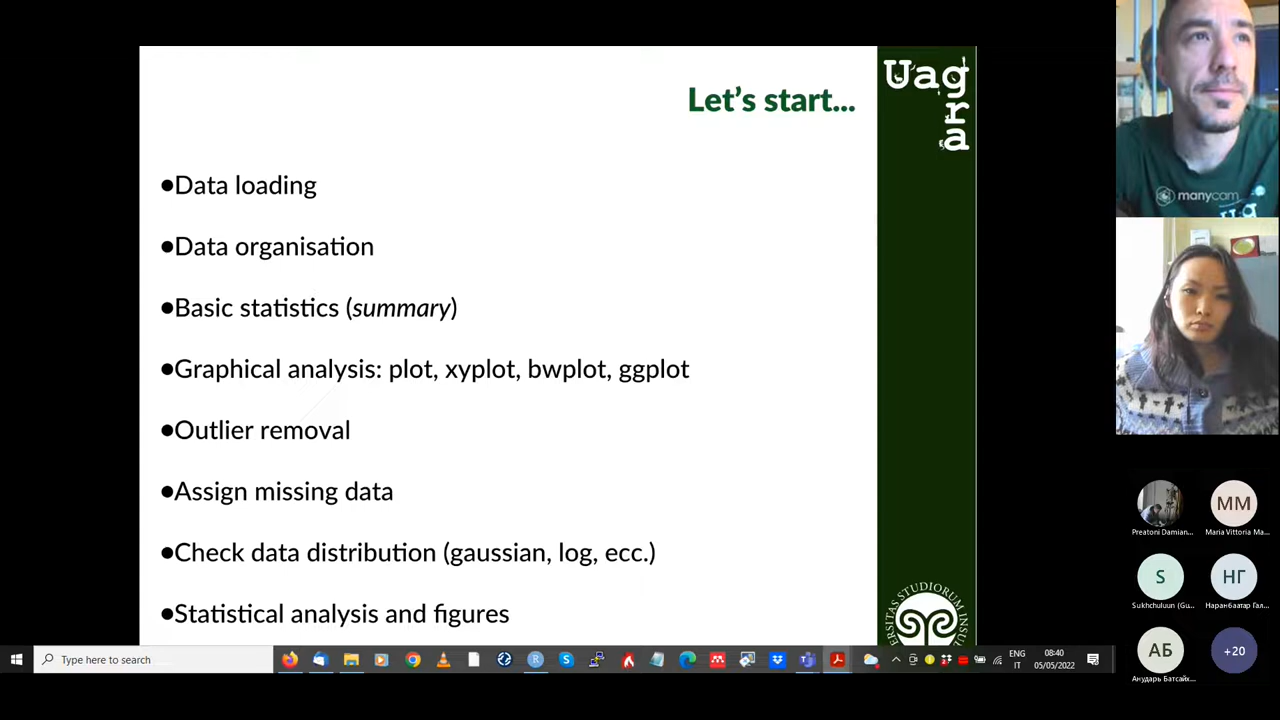 Let's start...
Uag
r
a
●Data loading
●Data organisation
●Basic statistics (summary)
●Graphical analysis: plot, xyplot, bwplot, ggplot
●Outlier removal
●Assign missing data
●Check data distribution (gaussian, log, ecc.)
●Statistical analysis and figures
manycam
Preatoni Damian...
MM
Maria Vittoria Ma...
S
Sukhchuluun (Gu...
НГ
Наранбаатар Гал...
АБ
Анударь Батсайх...
+20
Type here to search
ENG
IT
08:40
05/05/2022